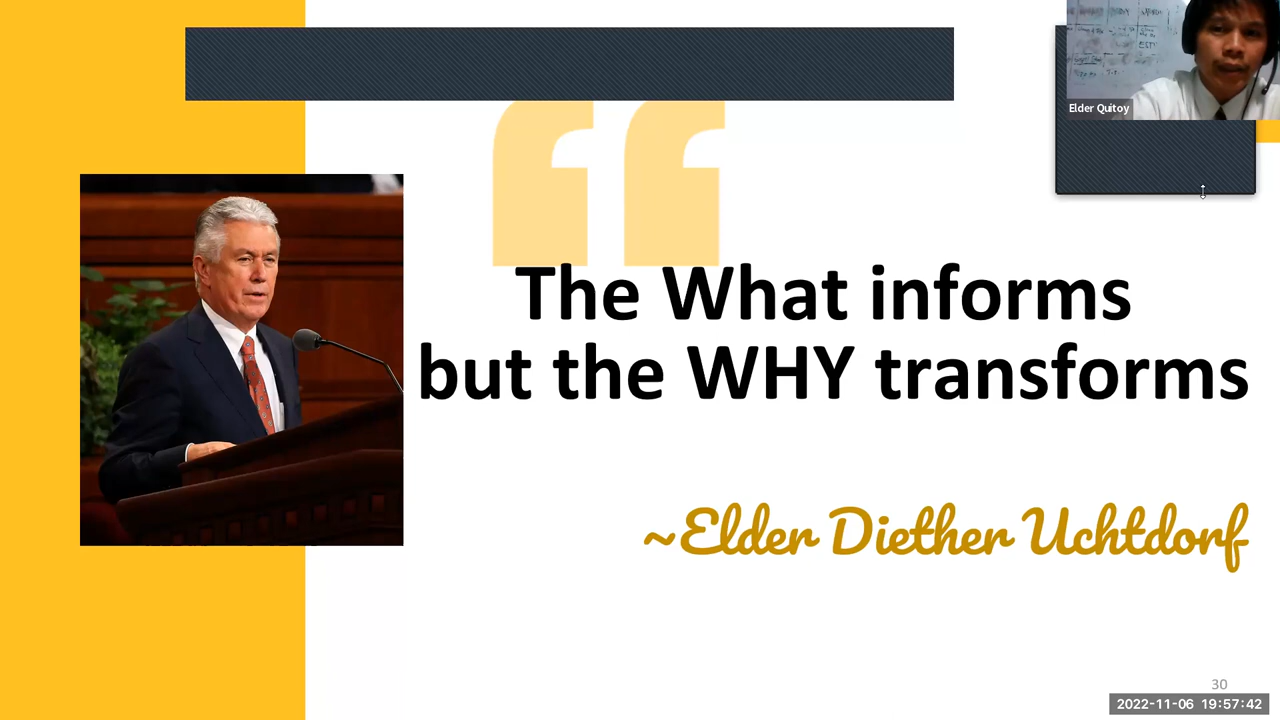 Elder Quitoy
“
The What informs
but the WHY transforms
~Elder Diether Uchtdorf
30
2022-11-06 19:57:42